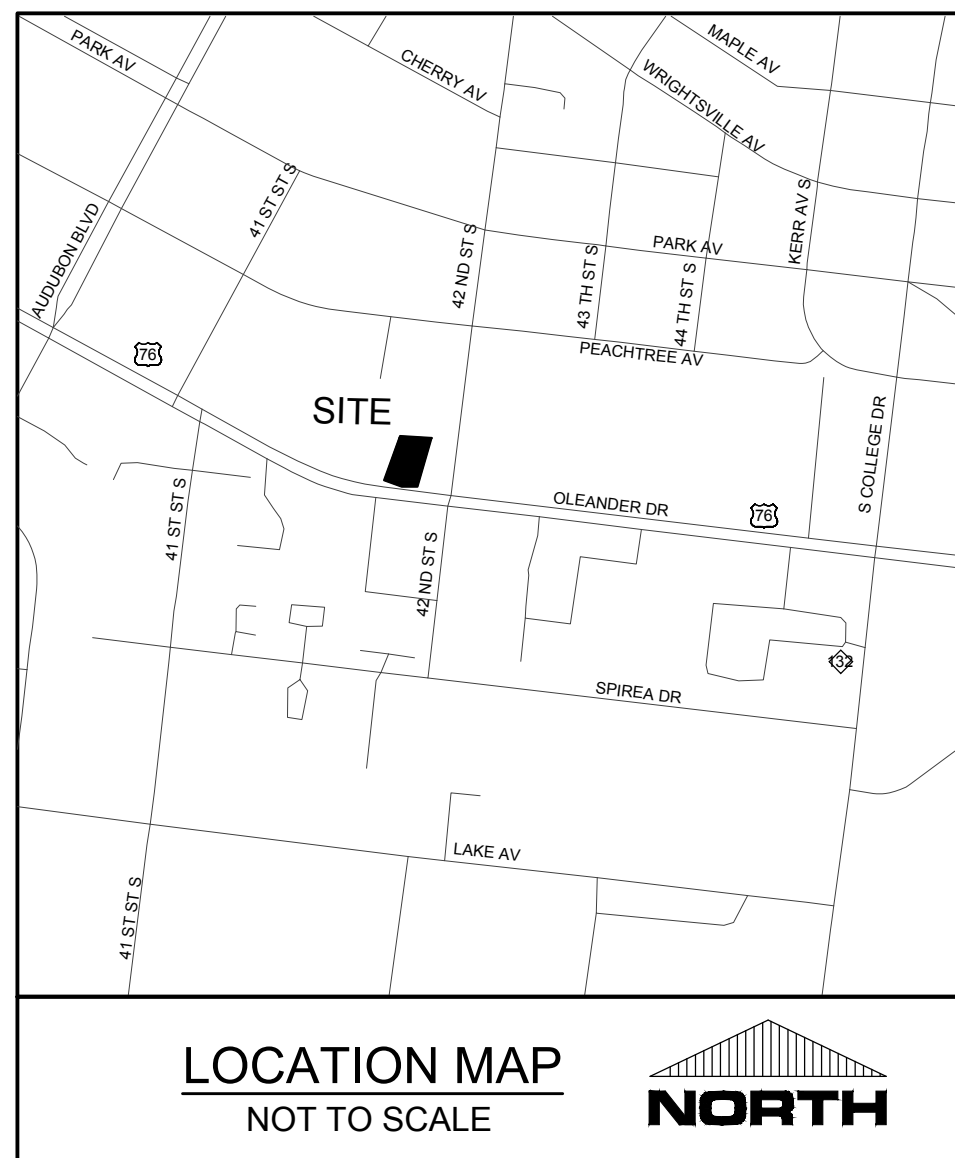 PARK AV
CHERRY AV
MAPLE AV
WRIGHTSVILLE AV
41 ST ST S
AUDUBON BLVD
42 ND ST S
KERR AV S
PARK AV
43 TH ST S
44 TH ST S
76
PEACHTREE AV
SITE
S COLLEGE DR
OLEANDER DR
76
41 ST ST S
42 ND ST S
132
SPIREA DR
LAKE AV
41 ST ST S
LOCATION MAP
NOT TO SCALE
NORTH